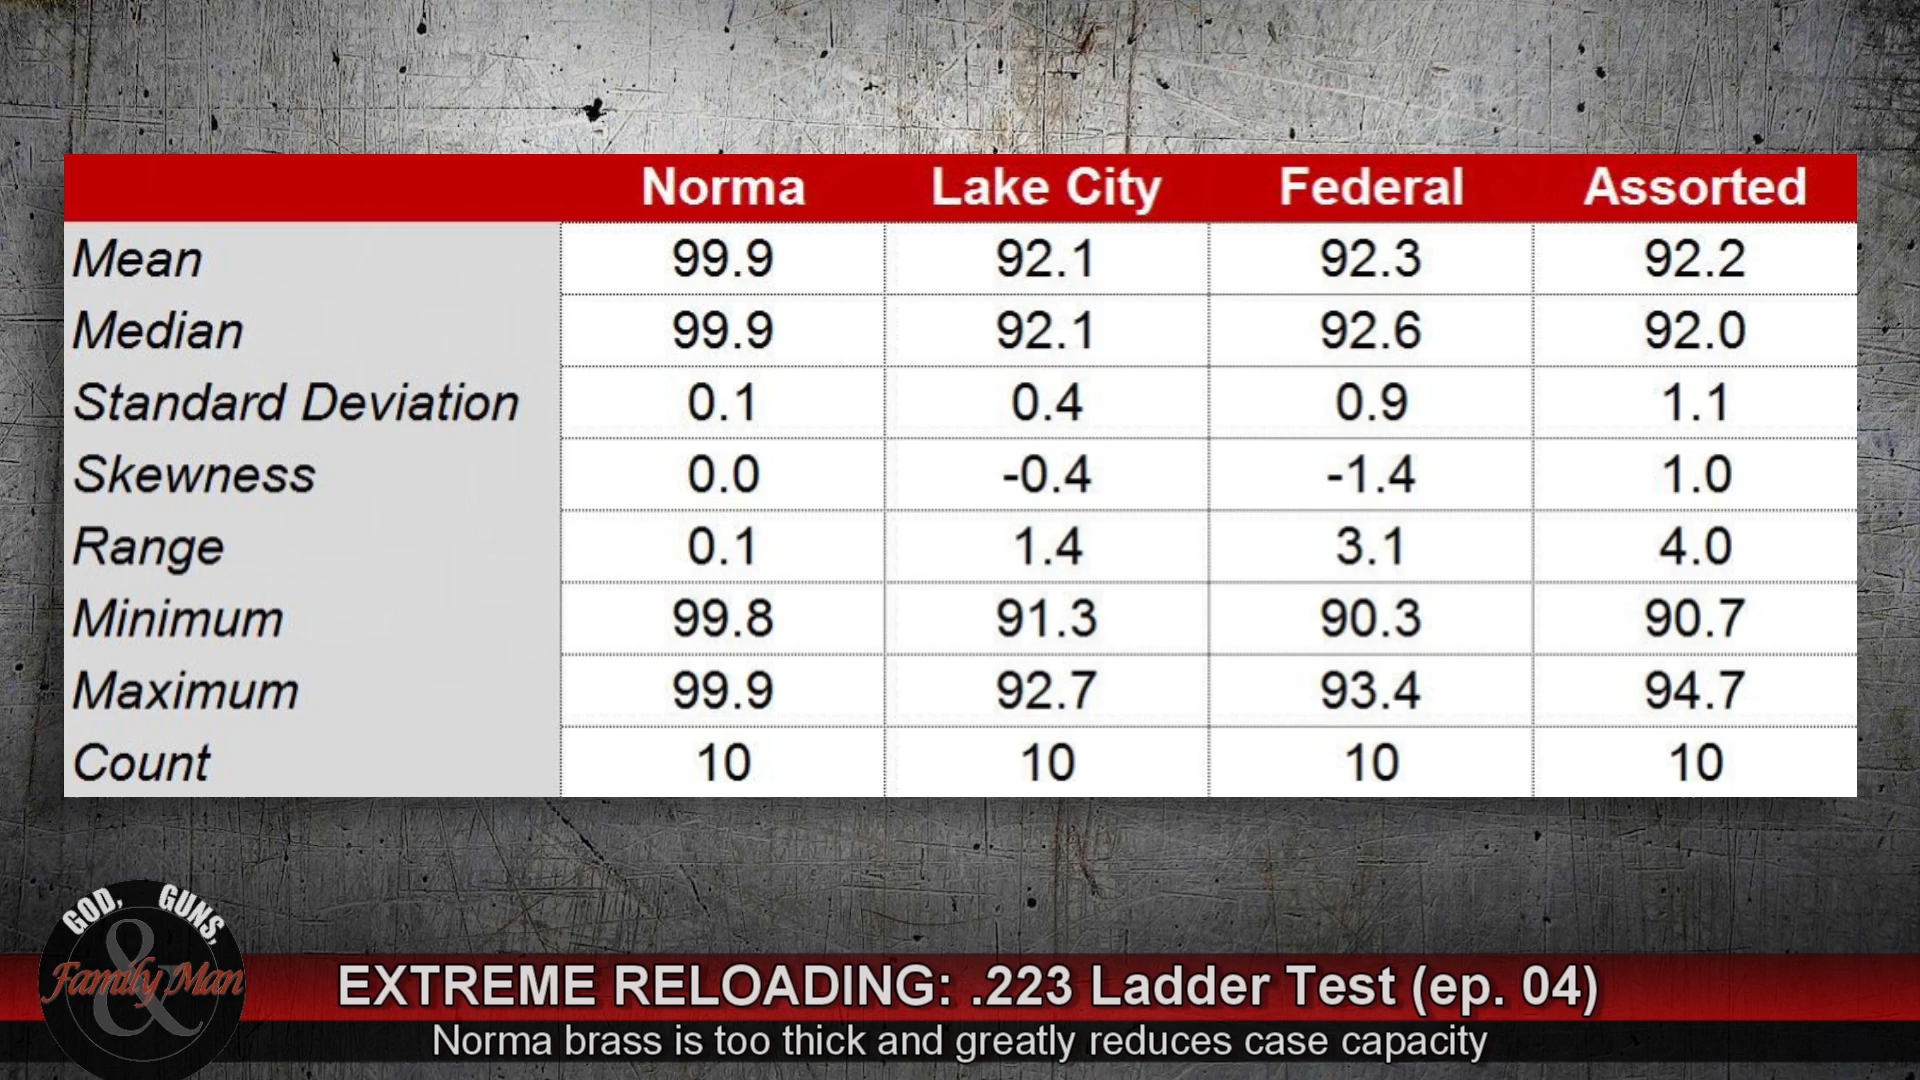 Norma Lake City Federal Assorted
Mean 99.9 92.1 92.3 92.2
Median 99.9 92.1 92.6 92.0
Standard Deviation 0.1 0.4 0.9 1.1
Skewness 0.0 -0.4 -1.4 1.0
Range 0.1 1.4 3.1 4.0
Minimum 99.8 91.3 90.3 90.7
Maximum 99.9 92.7 93.4 94.7
Count 10 10 10 10
GOD, GUNS,
&
Family Man
EXTREME RELOADING: .223 Ladder Test (ep. 04)
Norma brass is too thick and greatly reduces case capacity